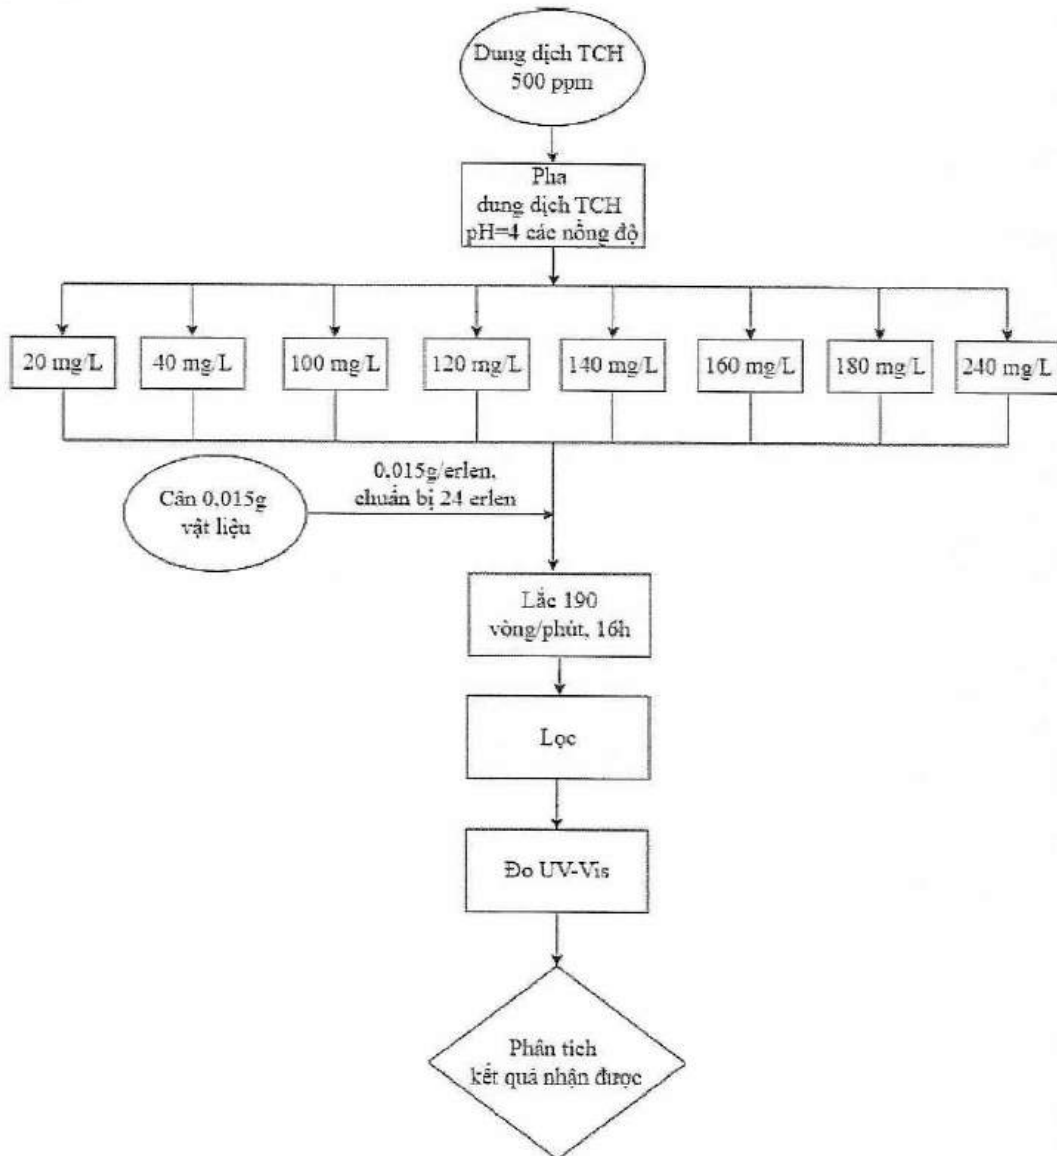 Dung dịch TCH
500 ppm
Pha
dung dịch TCH
pH=4 các nồng độ
20 mg/L
40 mg/L
100 mg/L
120 mg/L
140 mg/L
160 mg/L
180 mg/L
240 mg/L
0.015g/erlen,
chuẩn bị 24 erlen
Cân 0,015g
vật liệu
Lắc 190
vòng/phút, 16h
Lọc
Đo UV-Vis
Phân tích
kết quả nhận được